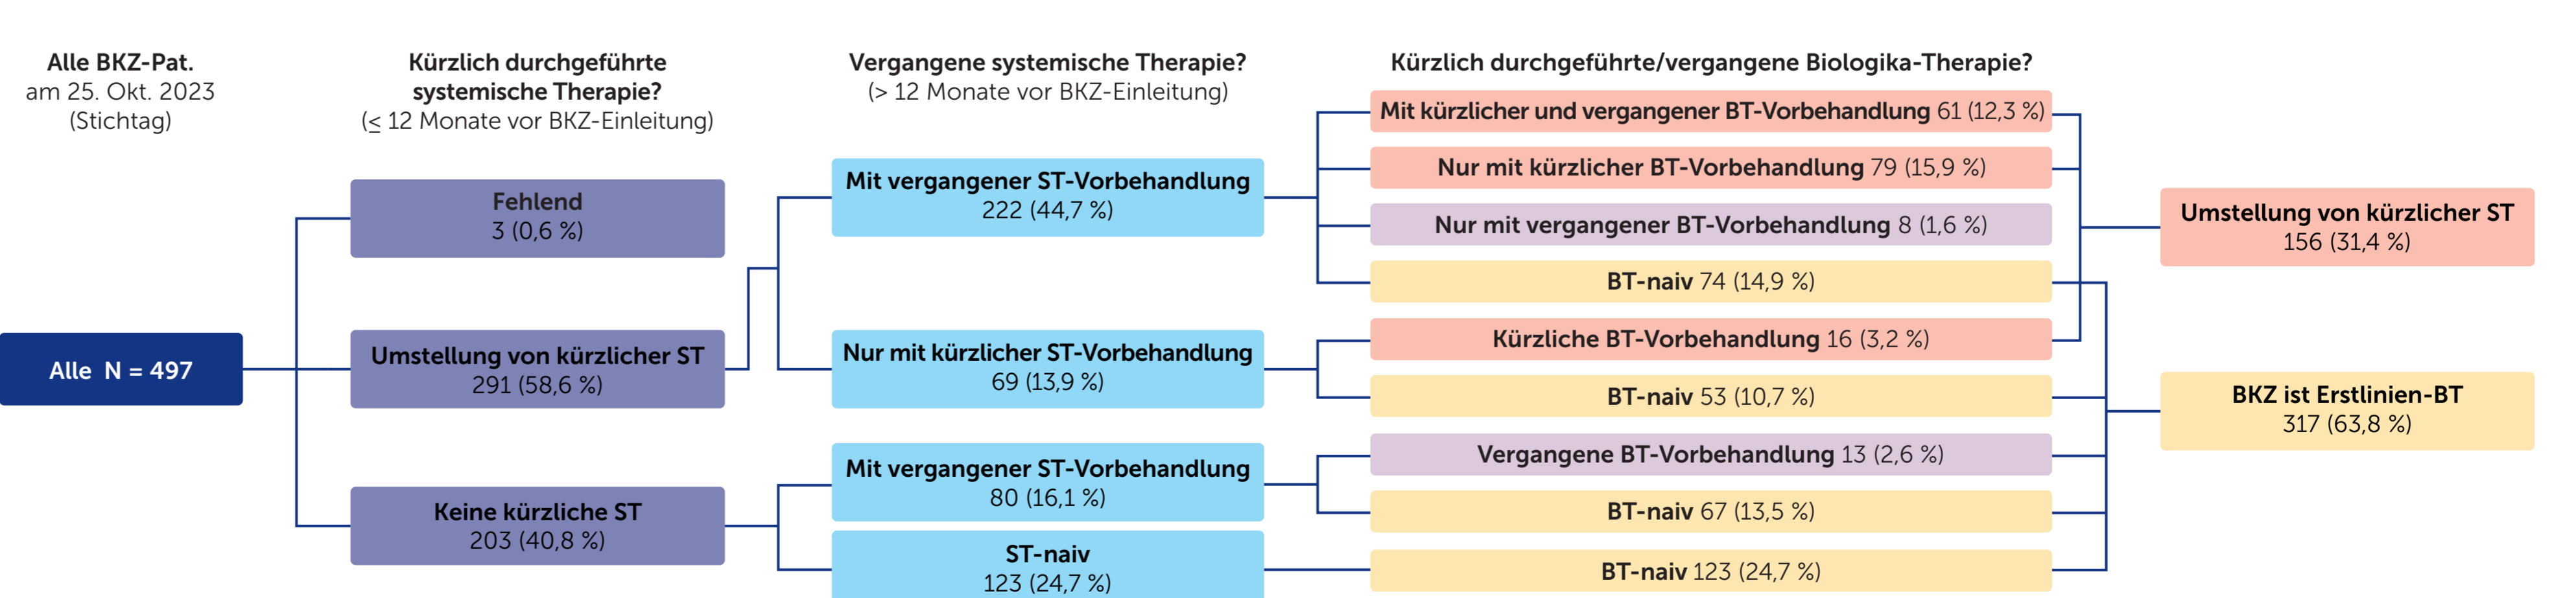 Alle BKZ-Pat.
am 25. Okt. 2023
(Stichtag)
Alle N = 497
Kürzlich durchgeführte
systemische Therapie?
(≤ 12 Monate vor BKZ-Einleitung)
Fehlend
3 (0,6 %)
Umstellung von kürzlicher ST
291 (58,6 %)
Keine kürzliche ST
203 (40,8 %)
Vergangene systemische Therapie?
(> 12 Monate vor BKZ-Einleitung)
Mit vergangener ST-Vorbehandlung
222 (44,7 %)
Nur mit kürzlicher ST-Vorbehandlung
69 (13,9 %)
Mit vergangener ST-Vorbehandlung
80 (16,1 %)
ST-naiv
123 (24,7 %)
Kürzlich durchgeführte/vergangene Biologika-Therapie?
Mit kürzlicher und vergangener BT-Vorbehandlung 61 (12,3 %)
Nur mit kürzlicher BT-Vorbehandlung 79 (15,9 %)
Nur mit vergangener BT-Vorbehandlung 8 (1,6 %)
BT-naiv 74 (14,9 %)
Kürzliche BT-Vorbehandlung 16 (3,2 %)
BT-naiv 53 (10,7 %)
Vergangene BT-Vorbehandlung 13 (2,6 %)
BT-naiv 67 (13,5 %)
BT-naiv 123 (24,7 %)
Umstellung von kürzlicher ST
156 (31,4 %)
BKZ ist Erstlinien-BT
317 (63,8 %)